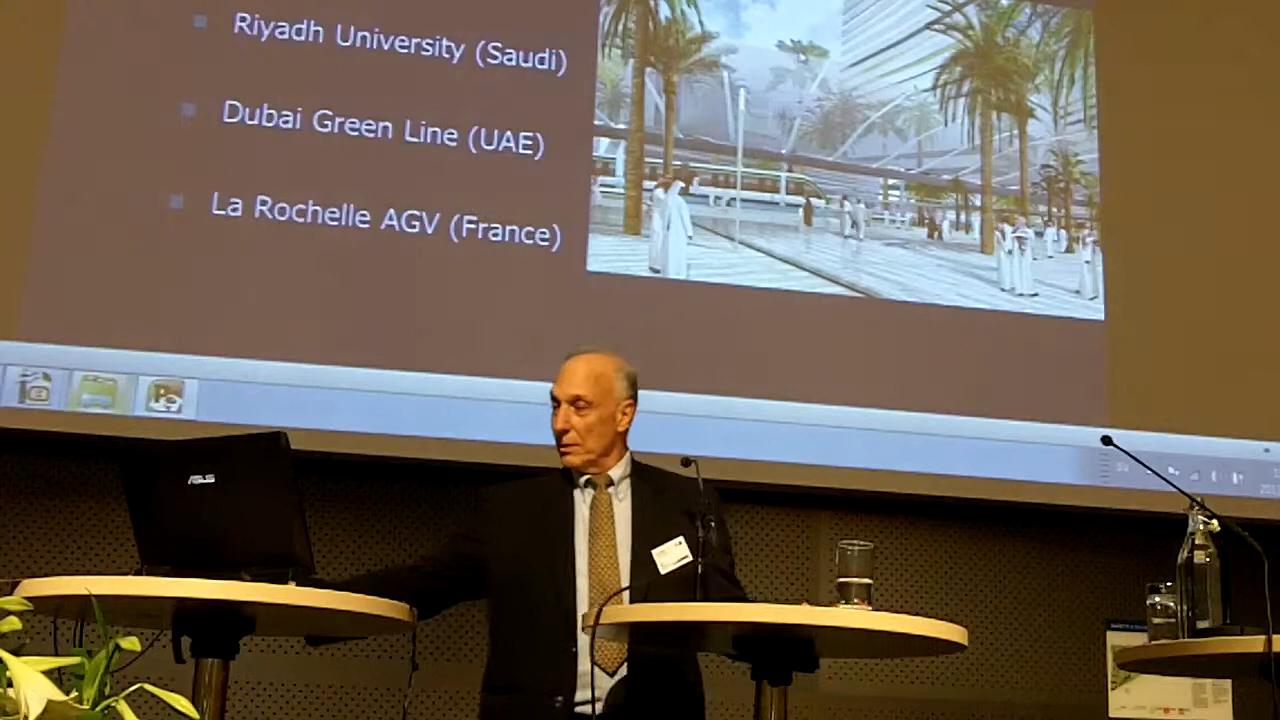 Riyadh University (Saudi)
Dubai Green Line (UAE)
La Rochelle AGV (France)
ASUS